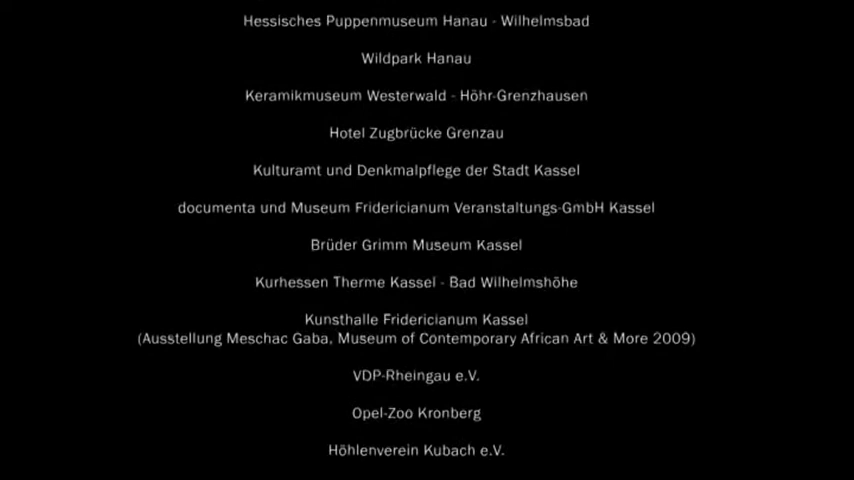 Hessisches Puppenmuseum Hanau - Wilhelmsbad
Wildpark Hanau
Keramikmuseum Westerwald - Höhr-Grenzhausen
Hotel Zugbrücke Grenzau
Kulturamt und Denkmalpflege der Stadt Kassel
documenta und Museum Fridericianum Veranstaltungs-GmbH Kassel
Brüder Grimm Museum Kassel
Kurhessen Therme Kassel - Bad Wilhelmshöhe
Kunsthalle Fridericianum Kassel
(Ausstellung Meschac Gaba, Museum of Contemporary African Art & More 2009)
VDP-Rheingau e.V.
Opel-Zoo Kronberg
Höhlenverein Kubach e.V.